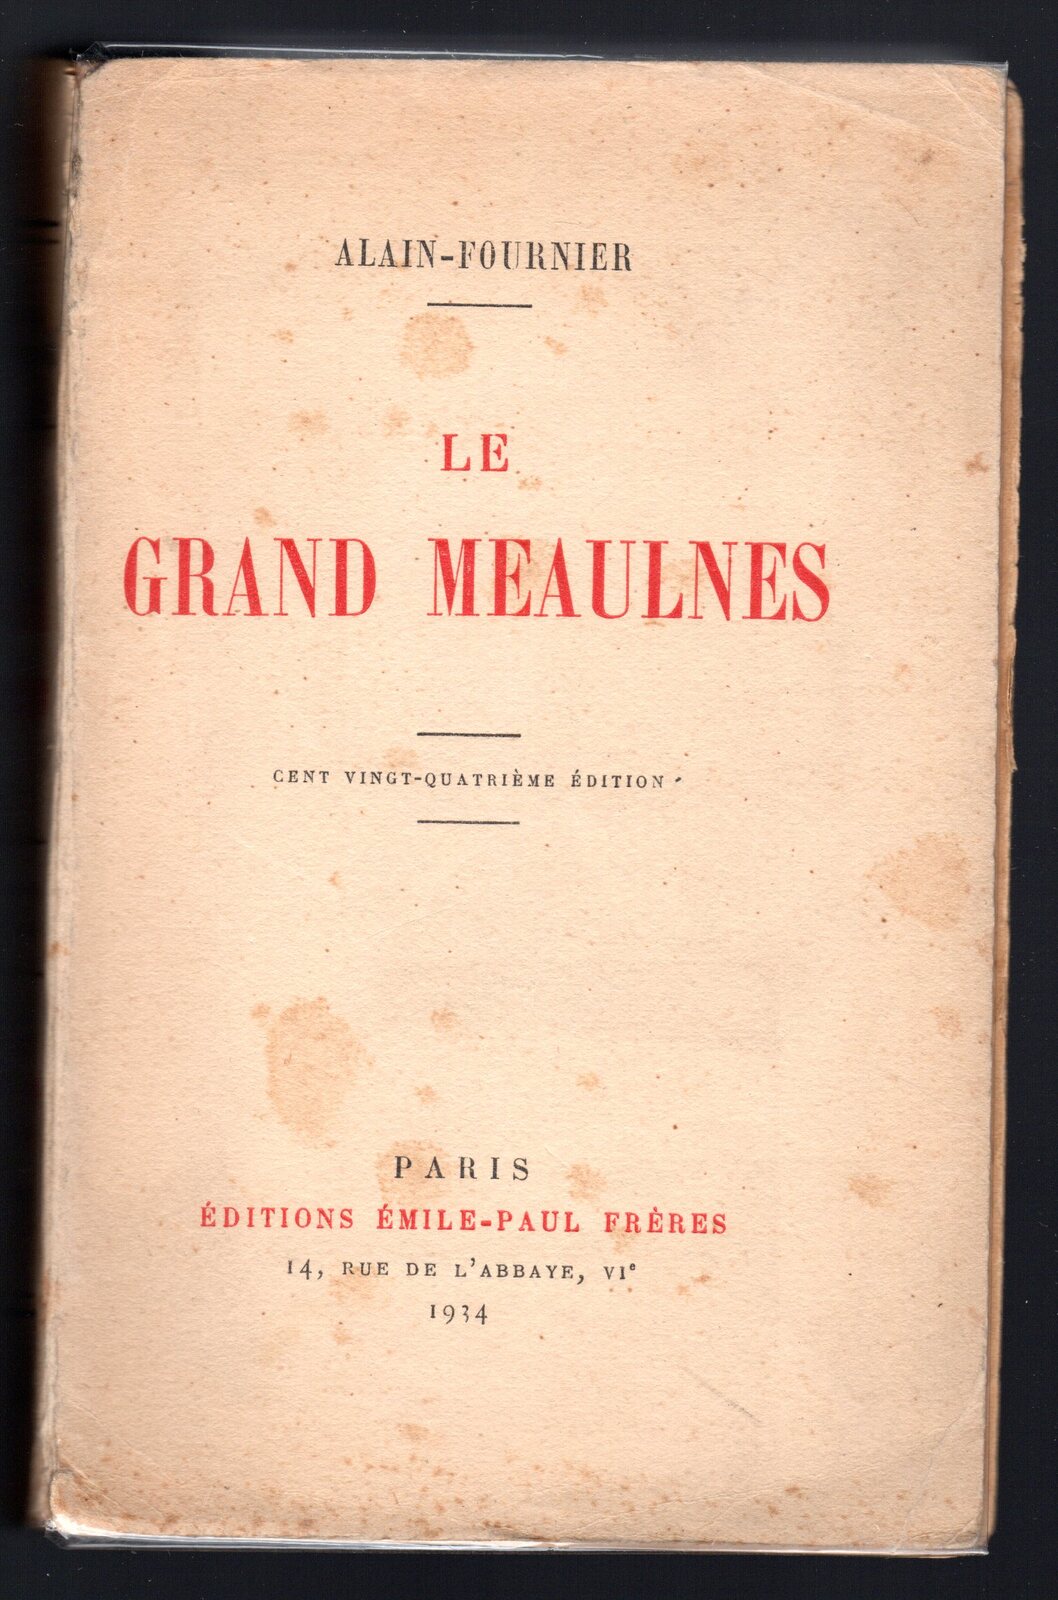 ALAIN-FOURNIER
LE
GRAND MEAULNES
CENT VINGT-QUATRIÈME ÉDITION
PARIS
ÉDITIONS ÉMILE-PAUL FRÈRES
14, RUE DE L'ABBAYE, VIᵉ
1934